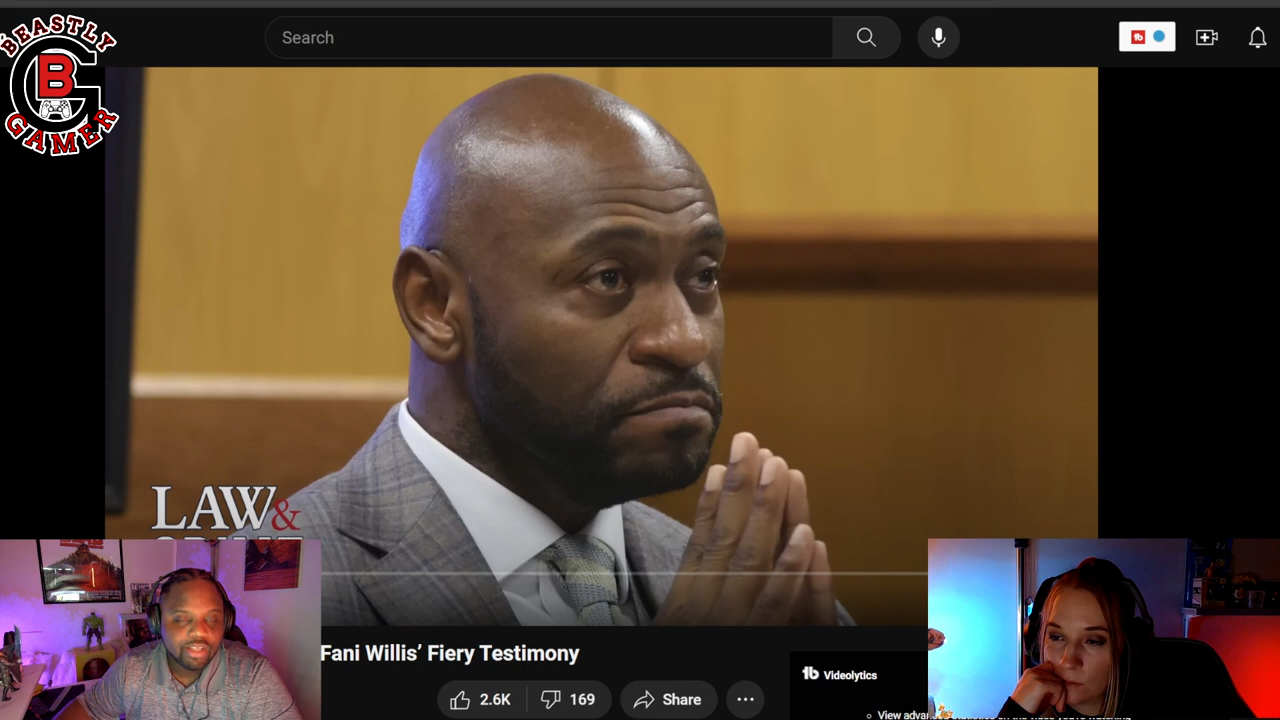 BEASTLY
B
GAMER
Search
LAW&
Fani Willis’ Fiery Testimony
2.6K
169
Share
Videolytics